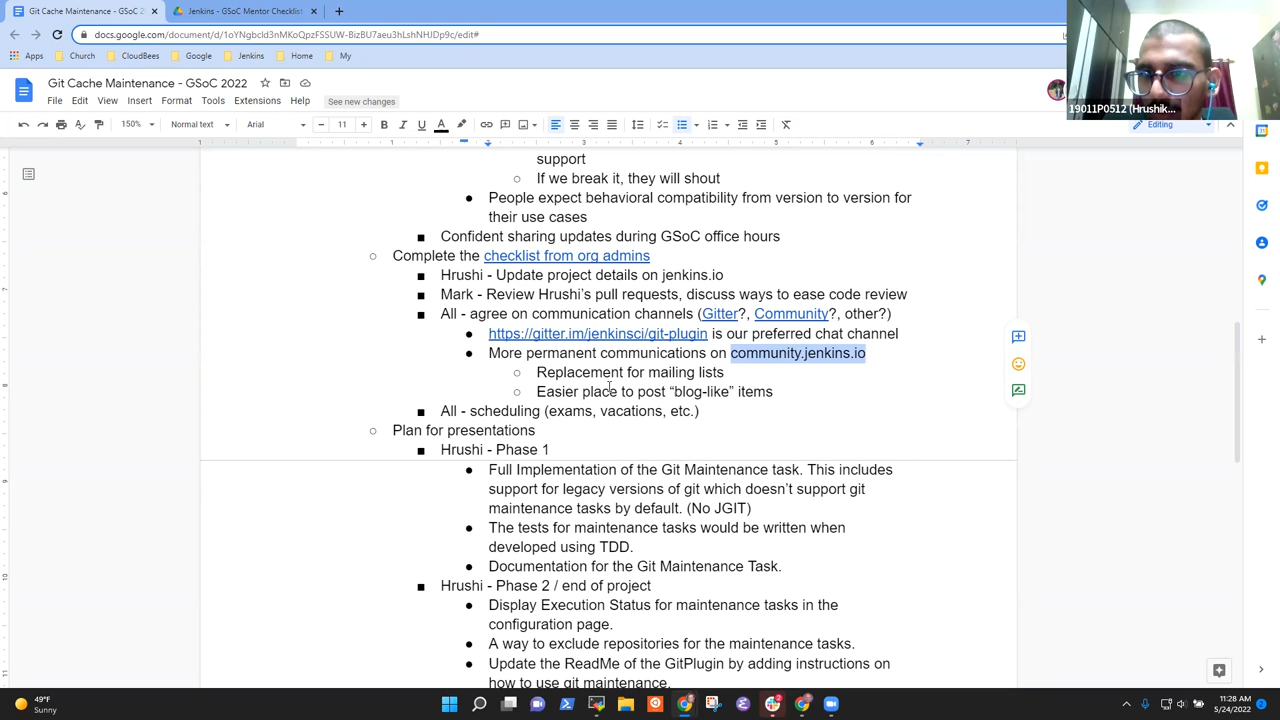 Git Cache Maintenance - GSoC 2
Jenkins - GSoC Mentor Checklis
docs.google.com/document/d/1oYNgbcId3nMKoQpzFSSUW-BizBU7aeu3hLshNHJDp9c/edit#
Apps
Church
CloudBees
Google
Jenkins
Home
My
Git Cache Maintenance - GSoC 2022
File Edit View Insert Format Tools Extensions Help
See new changes
19011P0512 (Hrushik...
150%
Normal text
Arial
11
Editing
support
If we break it, they will shout
People expect behavioral compatibility from version to version for
their use cases
Confident sharing updates during GSoC office hours
Complete the checklist from org admins
Hrushi - Update project details on jenkins.io
Mark - Review Hrushi's pull requests, discuss ways to ease code review
All - agree on communication channels (Gitter?, Community?, other?)
https://gitter.im/jenkinsci/git-plugin is our preferred chat channel
More permanent communications on community.jenkins.io
Replacement for mailing lists
Easier place to post “blog-like” items
All - scheduling (exams, vacations, etc.)
Plan for presentations
Hrushi - Phase 1
Full Implementation of the Git Maintenance task. This includes
support for legacy versions of git which doesn't support git
maintenance tasks by default. (No JGIT)
The tests for maintenance tasks would be written when
developed using TDD.
Documentation for the Git Maintenance Task.
Hrushi - Phase 2 / end of project
Display Execution Status for maintenance tasks in the
configuration page.
A way to exclude repositories for the maintenance tasks.
Update the ReadMe of the GitPlugin by adding instructions on
how to use git maintenance.
49°F
Sunny
11:28 AM
5/24/2022